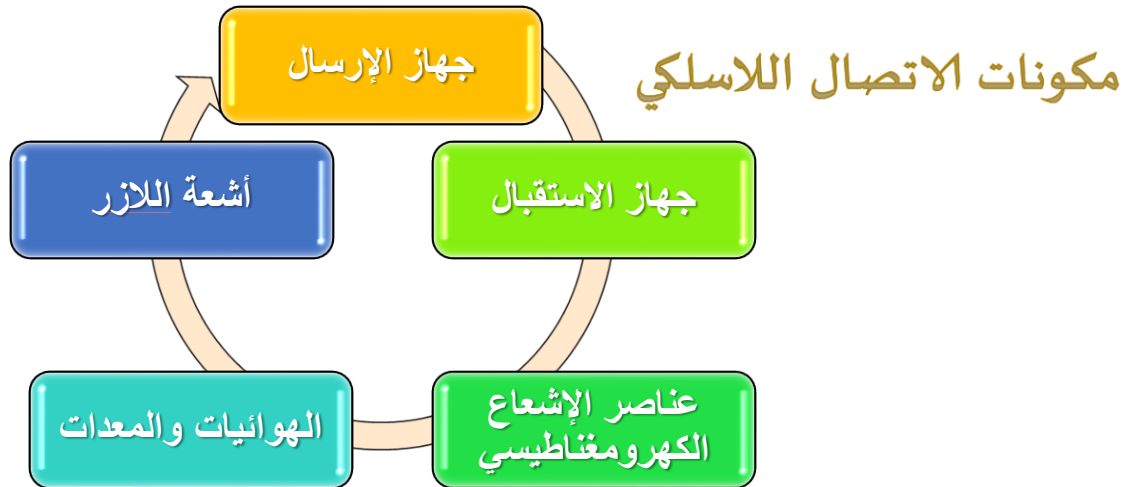 مكونات الاتصال اللاسلكي
جهاز الإرسال
جهاز الاستقبال
عناصر الإشعاع
الكهرومغناطيسي
الهوائيات والمعدات
أشعة اللازر